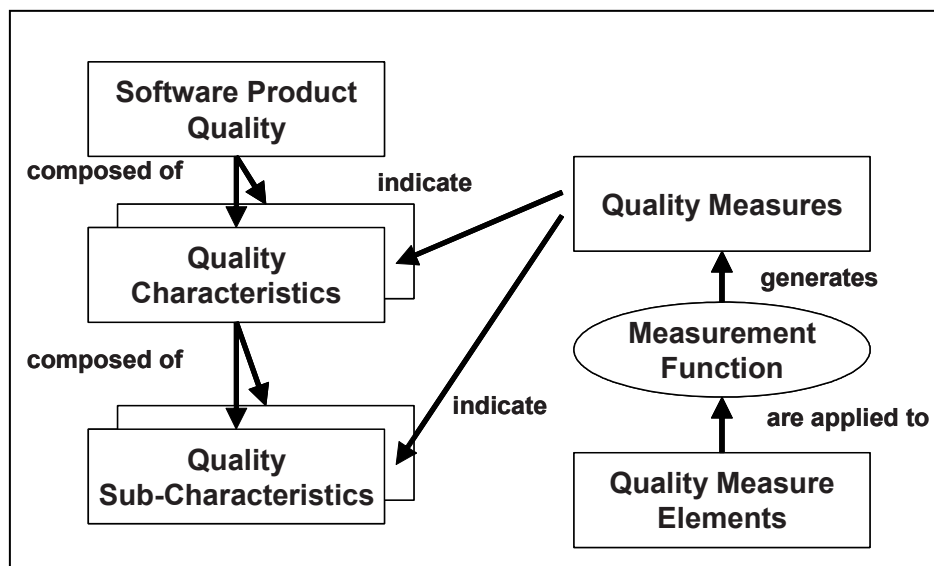 Software Product
Quality
composed of
indicate
Quality Measures
Quality
Characteristics
generates
Measurement
Function
composed of
indicate
are applied to
Quality
Sub-Characteristics
Quality Measure
Elements